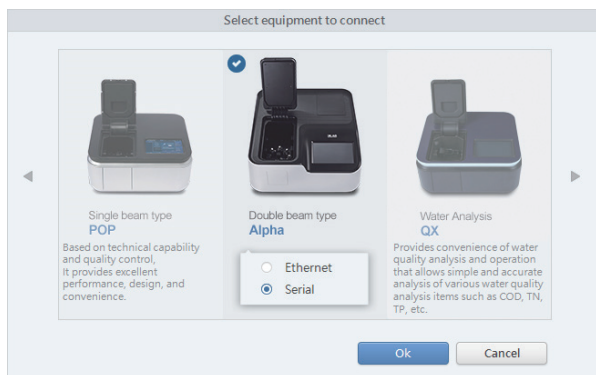 Select equipment to connect
Single beam type
POP
Based on technical capability
and quality control,
It provides excellent
performance, design, and
convenience.
Double beam type
Alpha
Ethernet
Serial
Water Analysis
QX
Provides convenience of water
quality analysis and operation
that allows simple and accurate
analysis of various water quality
analysis items such as COD, TN,
TP, etc.
Ok
Cancel